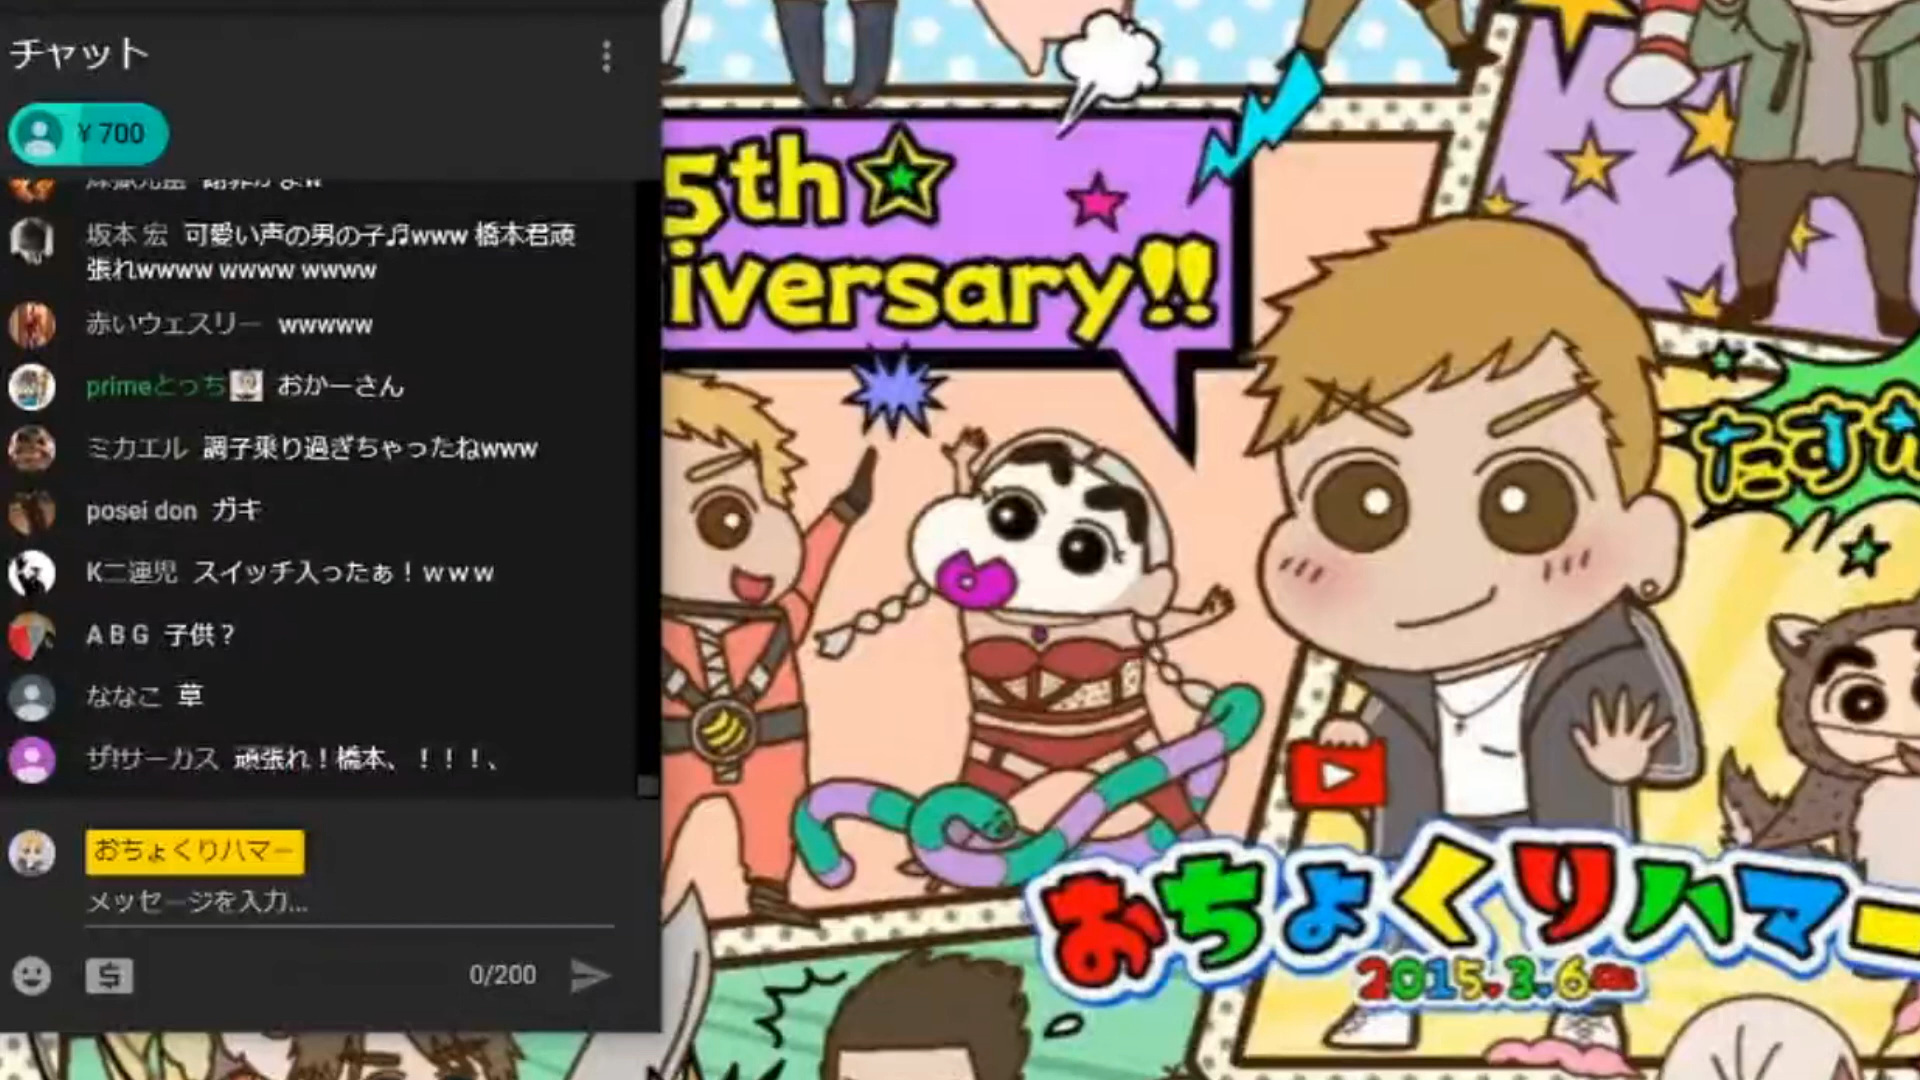 チャット
¥ 700
坂本 宏 可愛い声の男の子♬www 橋本君頑
張れwwww wwww wwww
赤いウェスリー wwwww
primeとっち おかーさん
ミカエル 調子乗り過ぎちゃったねwww
posei don ガキ
K二連児 スイッチ入ったぁ！ｗｗｗ
A B G 子供？
ななこ 草
ザ!サーカス 頑張れ！橋本、！！！、
おちょくりハマー
メッセージを入力...
0/200
5th
iversary!!
たす
おちょくりハマー
2015.3.6